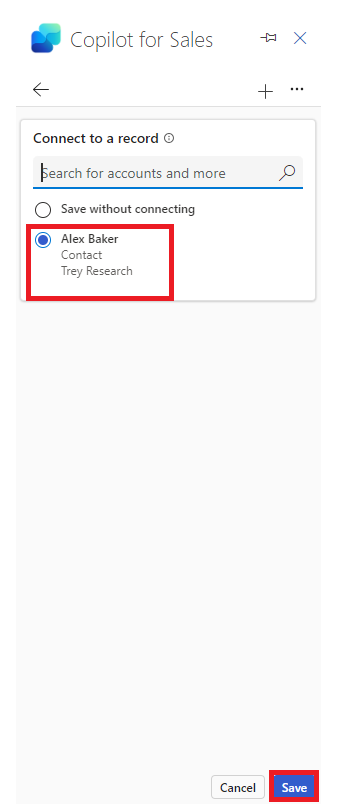 Copilot for Sales
Connect to a record
Search for accounts and more
Save without connecting
Alex Baker
Contact
Trey Research
Cancel
Save